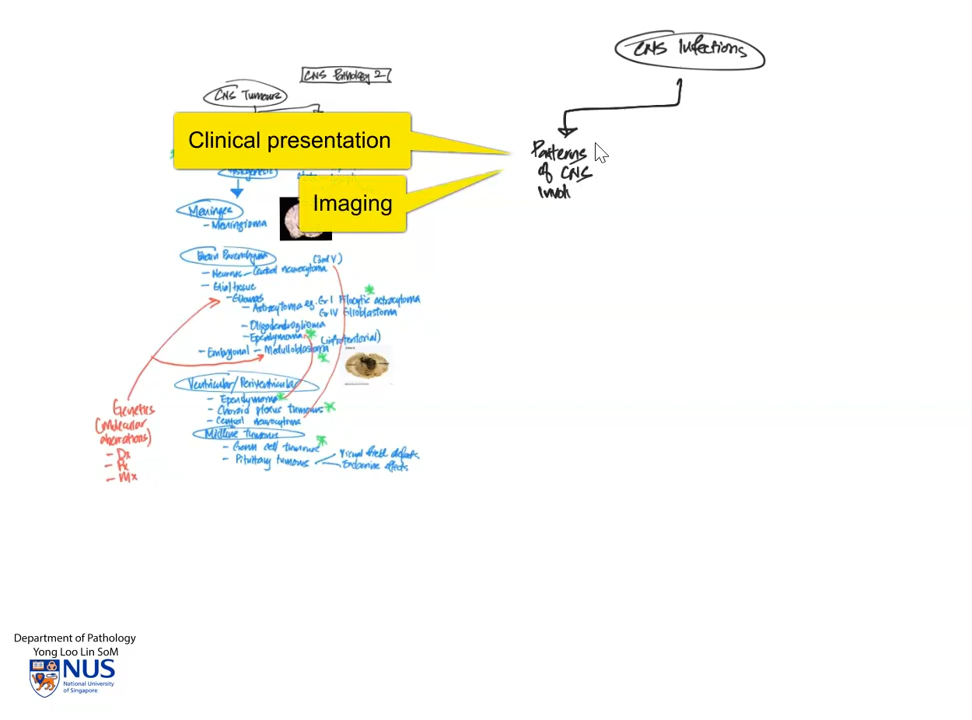 CNS Infections
CNS Pathology 2
CNS Tumours
Clinical presentation
Patterns
of CNS
Invol
Imaging
Meninges
- Meningioma
Brain Parenchyma
- Neurons - Central neurocytoma
- Glial tissue
- Gliomas
- Astrocytoma eg. Gr I Pilocytic astrocytoma
Gr IV Glioblastoma
- Oligodendroglioma
- Ependymoma (infratentorial)
- Embryonal - Medulloblastoma
Ventricular/Periventricular
- Ependymoma
- Choroid plexus tumours
- Central neurocytoma
Midline tumours
- Germ cell tumours
- Pituitary tumours
Visual field defects
Endocrine effects
Genetics
(molecular
aberrations)
- Dx
- Px
- Mx
Department of Pathology
Yong Loo Lin SoM
NUS
National University
of Singapore